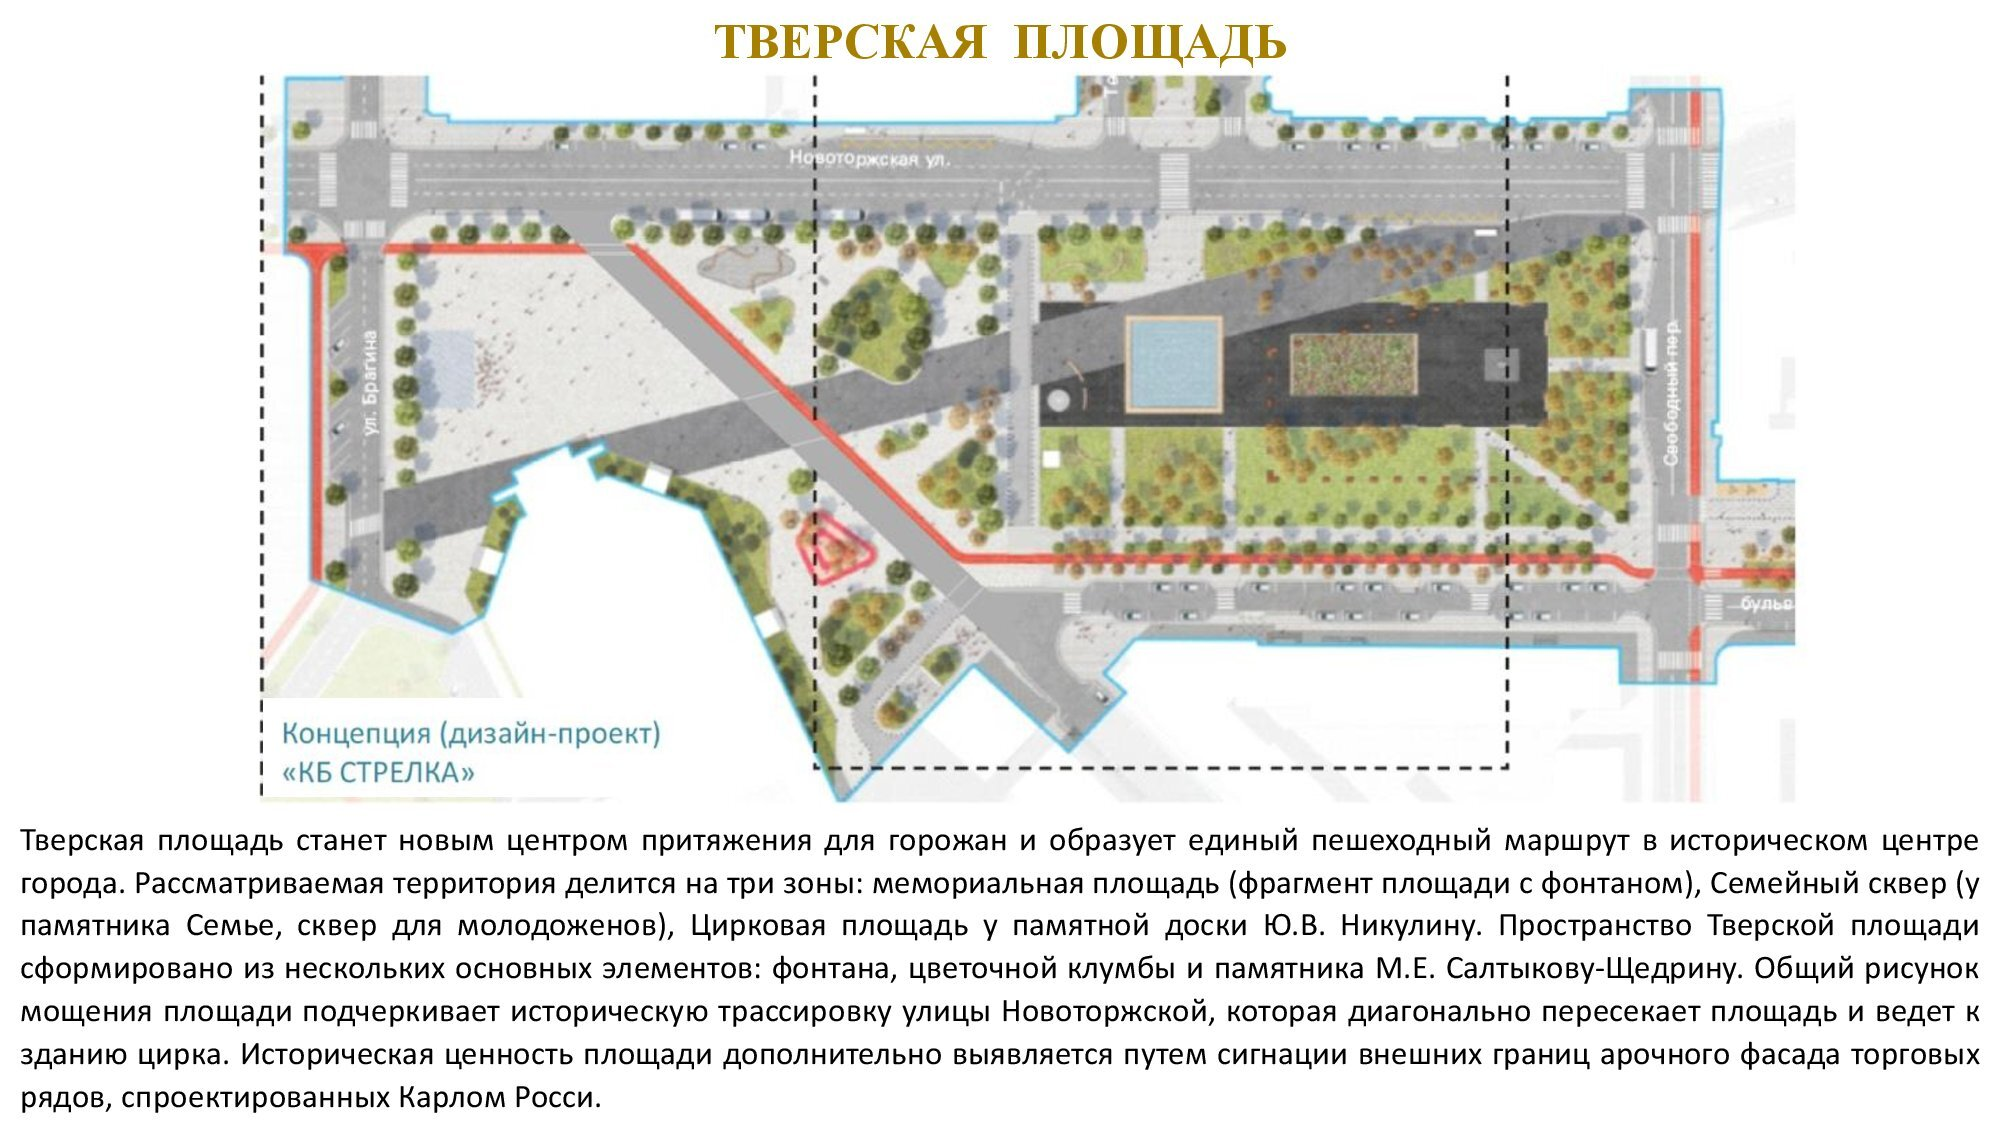 ТВЕРСКАЯ ПЛОЩАДЬ
Новоторжская ул.
ул. Брагина
Свободный пер.
бульв
Концепция (дизайн-проект)
«КБ СТРЕЛКА»
Тверская площадь станет новым центром притяжения для горожан и образует единый пешеходный маршрут в историческом центре
города. Рассматриваемая территория делится на три зоны: мемориальная площадь (фрагмент площади с фонтаном), Семейный сквер (у
памятника Семье, сквер для молодоженов), Цирковая площадь у памятной доски Ю.В. Никулину. Пространство Тверской площади
сформировано из нескольких основных элементов: фонтана, цветочной клумбы и памятника М.Е. Салтыкову-Щедрину. Общий рисунок
мощения площади подчеркивает историческую трассировку улицы Новоторжской, которая диагонально пересекает площадь и ведет к
зданию цирка. Историческая ценность площади дополнительно выявляется путем сигнации внешних границ арочного фасада торговых
рядов, спроектированных Карлом Росси.